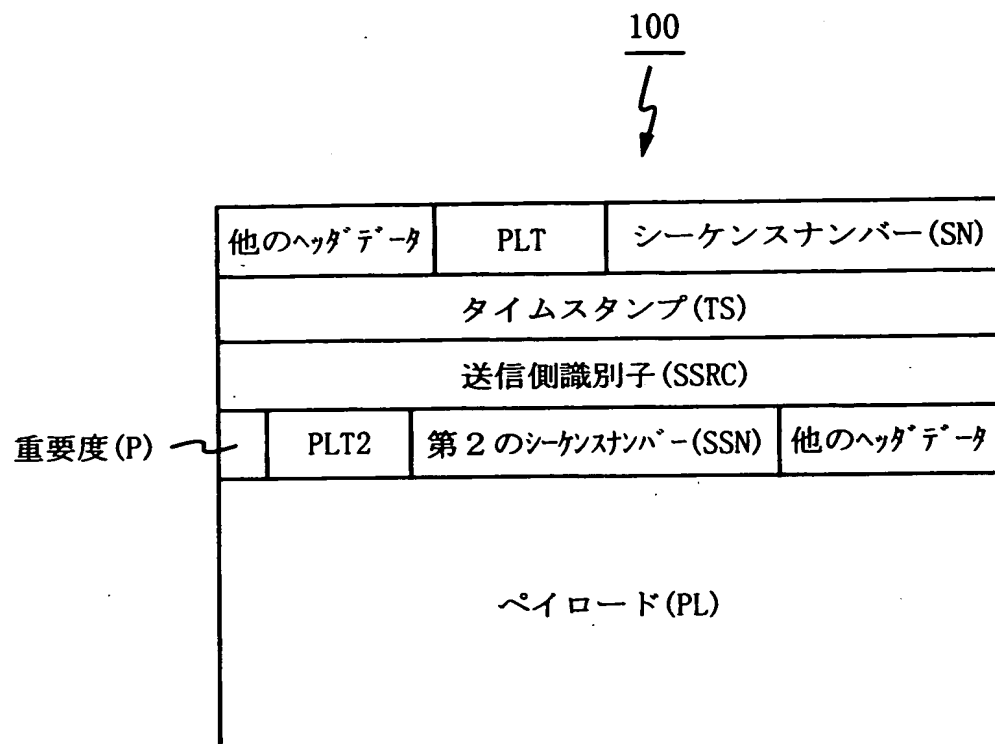 100
他のヘッダデータ PLT シーケンスナンバー(SN)
タイムスタンプ(TS)
送信側識別子(SSRC)
重要度(P) PLT2 第2のシーケンスナンバー(SSN) 他のヘッダデータ
ペイロード(PL)